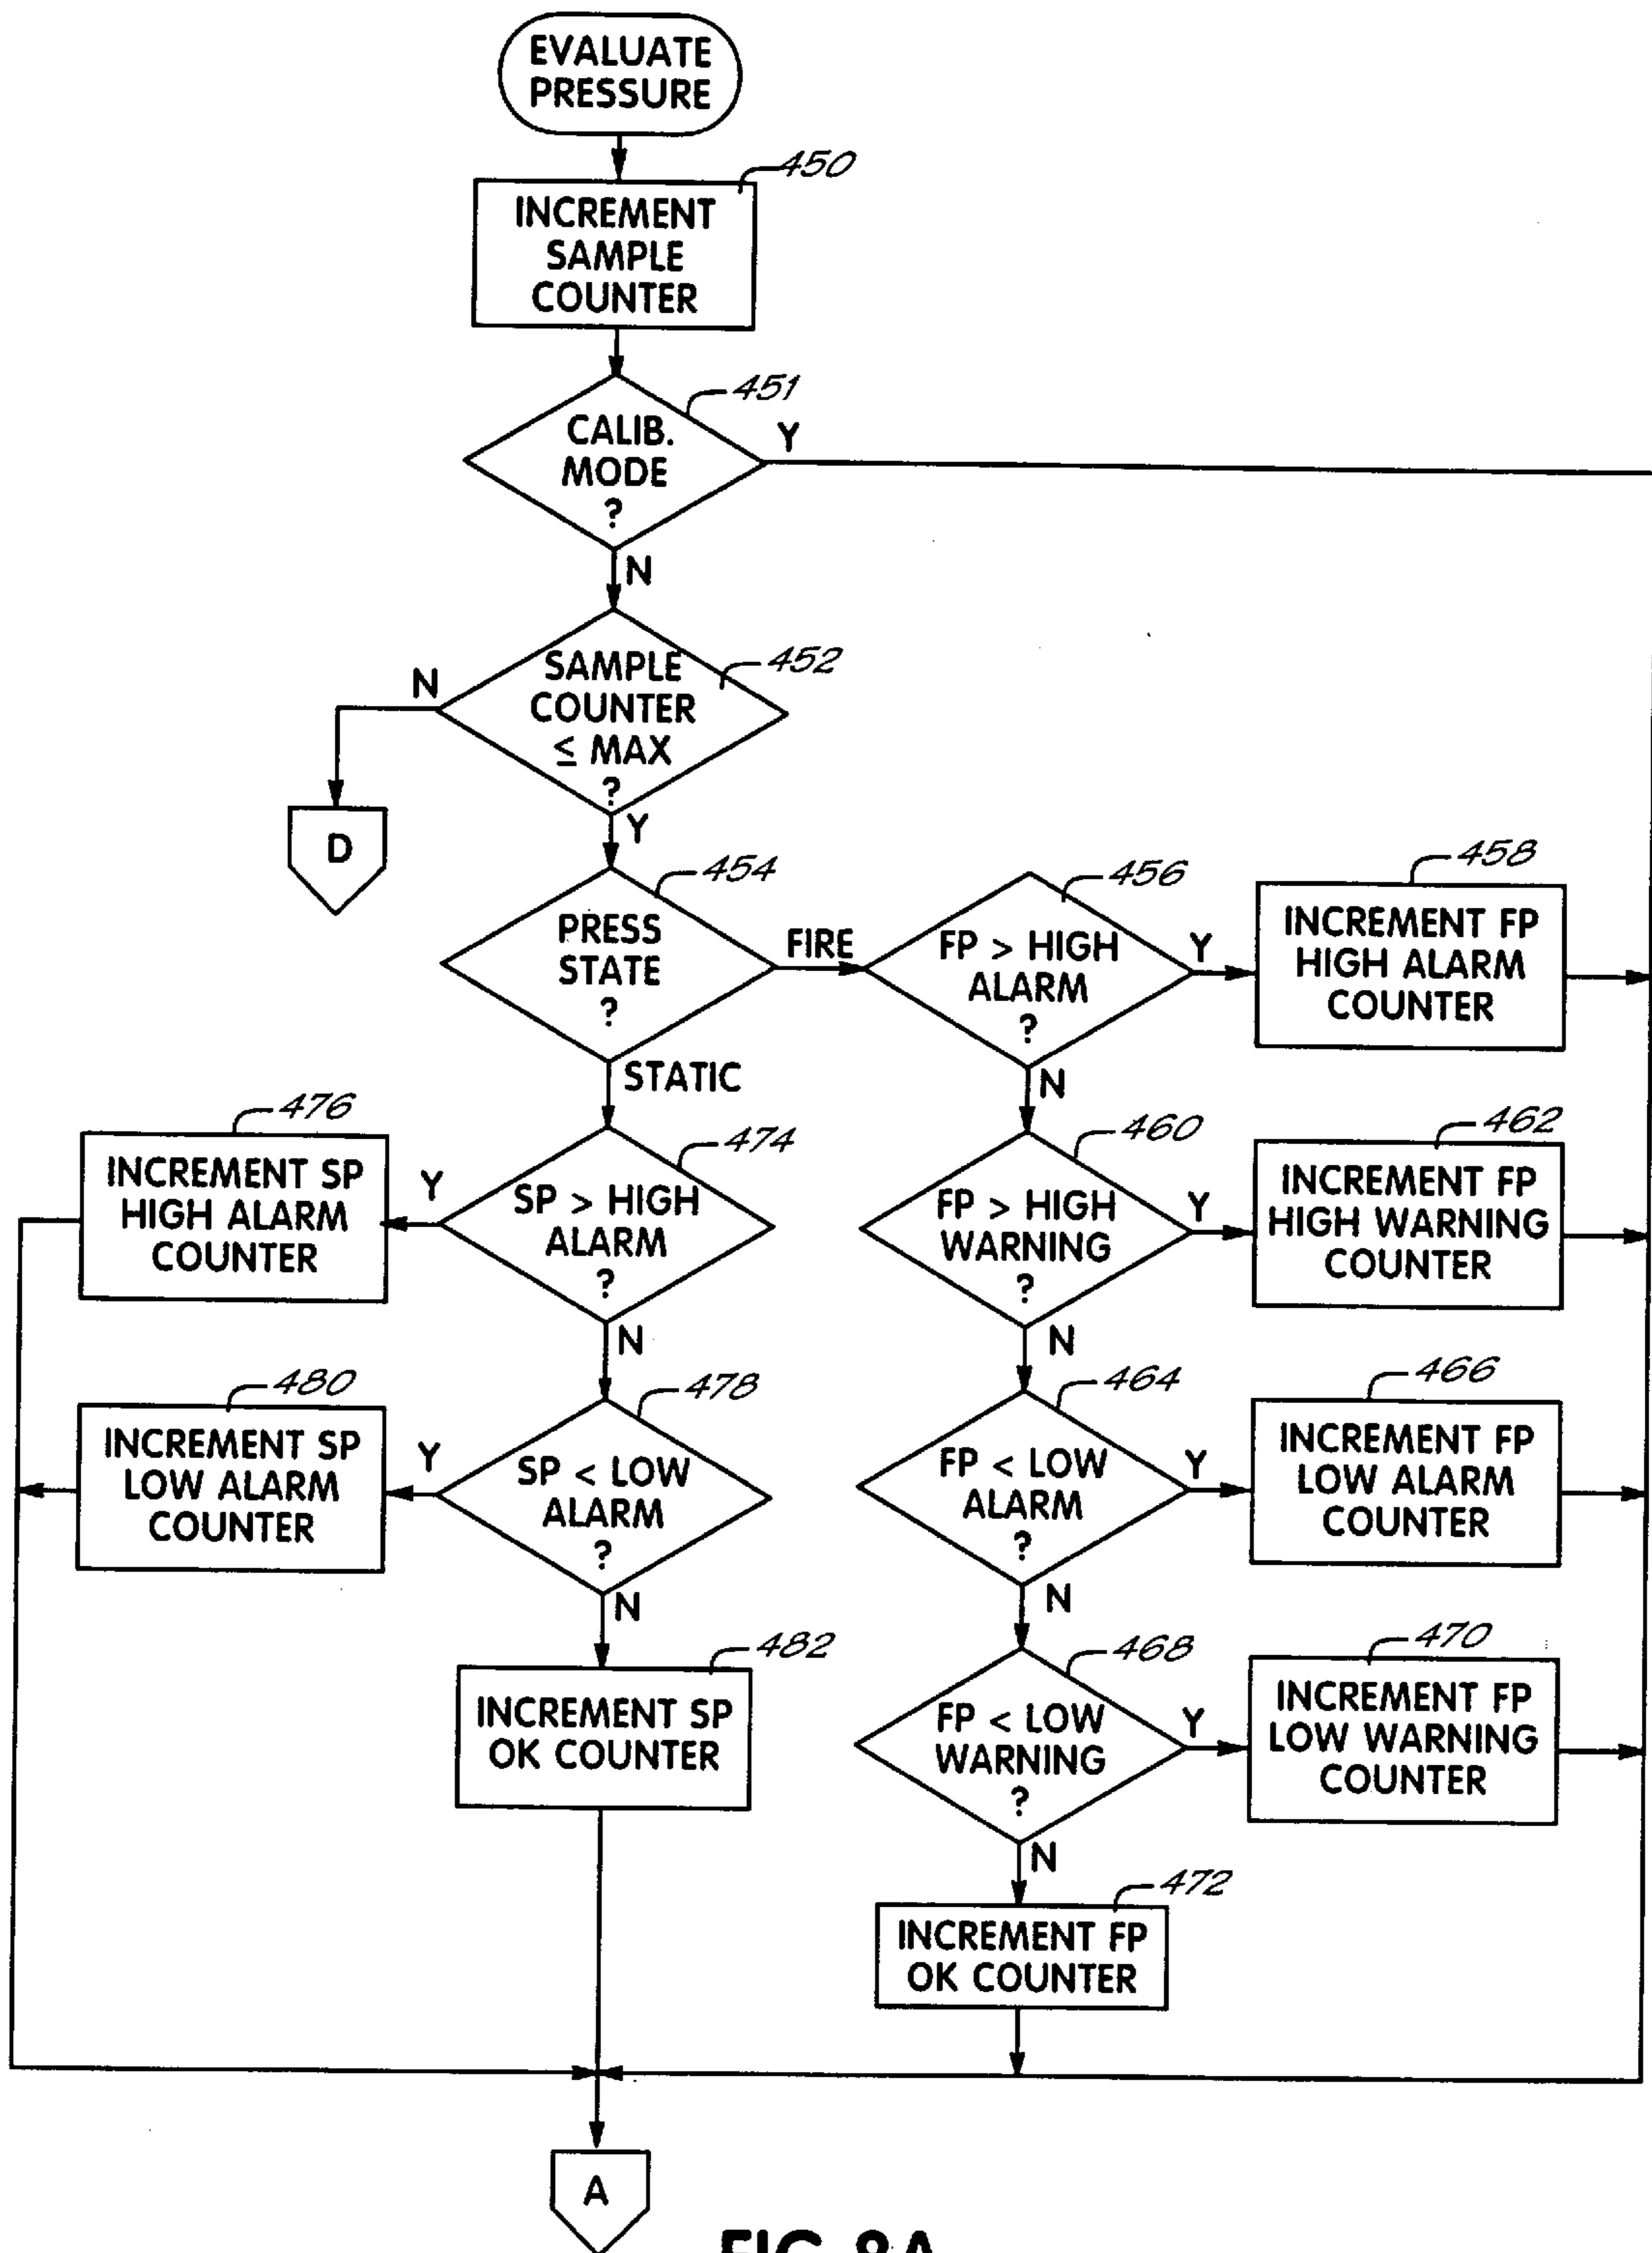 EVALUATE
PRESSURE
450
INCREMENT
SAMPLE
COUNTER
451
CALIB.
MODE
?
Y
N
452
SAMPLE
COUNTER
≤ MAX
?
N
Y
D
454
PRESS
STATE
?
FIRE
STATIC
456
FP > HIGH
ALARM
?
Y
N
458
INCREMENT FP
HIGH ALARM
COUNTER
476
INCREMENT SP
HIGH ALARM
COUNTER
474
SP > HIGH
ALARM
?
Y
N
460
FP > HIGH
WARNING
?
Y
N
462
INCREMENT FP
HIGH WARNING
COUNTER
480
INCREMENT SP
LOW ALARM
COUNTER
478
SP < LOW
ALARM
?
Y
N
464
FP < LOW
ALARM
?
Y
N
466
INCREMENT FP
LOW ALARM
COUNTER
482
INCREMENT SP
OK COUNTER
468
FP < LOW
WARNING
?
Y
N
470
INCREMENT FP
LOW WARNING
COUNTER
472
INCREMENT FP
OK COUNTER
A
FIG. 8A